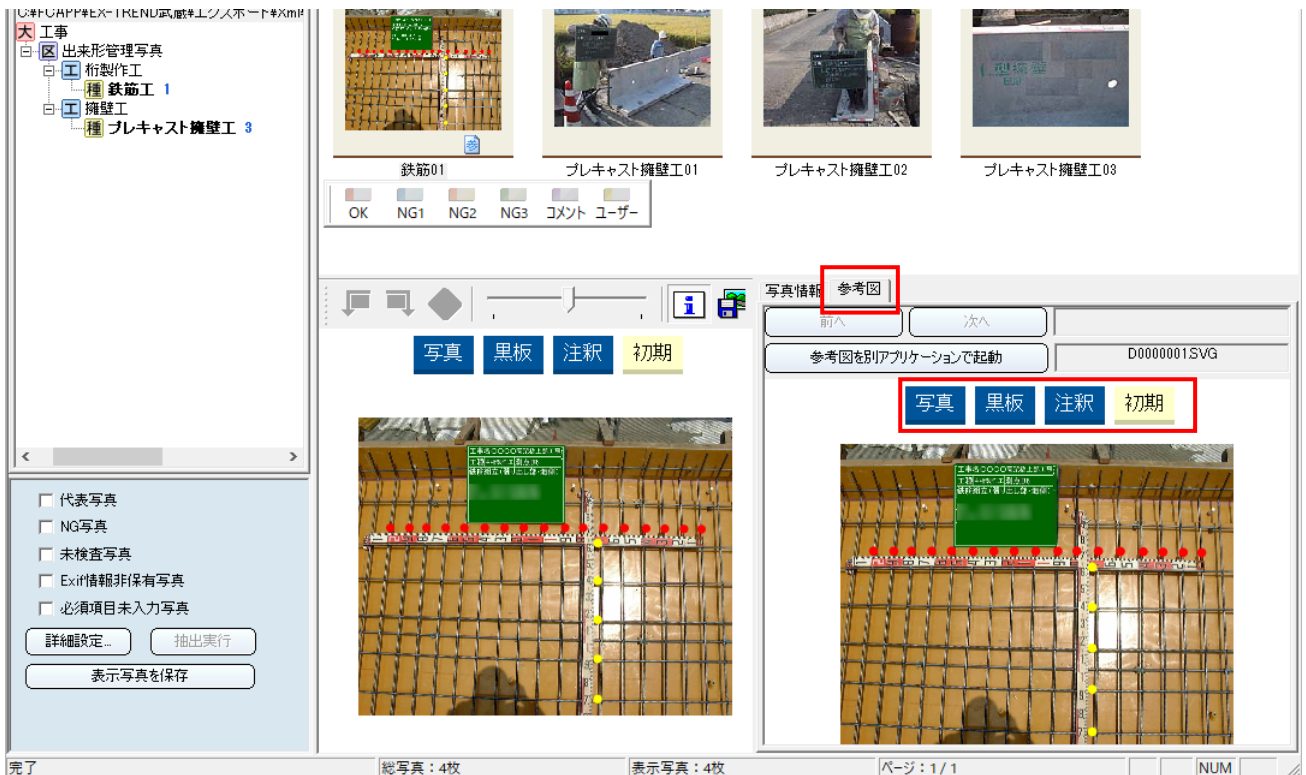 C:¥FCAPP¥EX-TREND武蔵¥エクスポート¥Xml
大 工事
区 出来形管理写真
工 桁製作工
種 鉄筋工 1
工 擁壁工
種 プレキャスト擁壁工 3
参
鉄筋01
プレキャスト擁壁工01
プレキャスト擁壁工02
プレキャスト擁壁工03
OK NG1 NG2 NG3 コメント ユーザー
写真情報 参考図
前へ 次へ
参考図を別アプリケーションで起動 D0000001.SVG
写真 黒板 注釈 初期
写真 黒板 注釈 初期
代表写真
NG写真
未検査写真
Exif情報非保有写真
必須項目未入力写真
詳細設定... 抽出実行
表示写真を保存
完了 総写真：4枚 表示写真：4枚 ページ：1/1 NUM